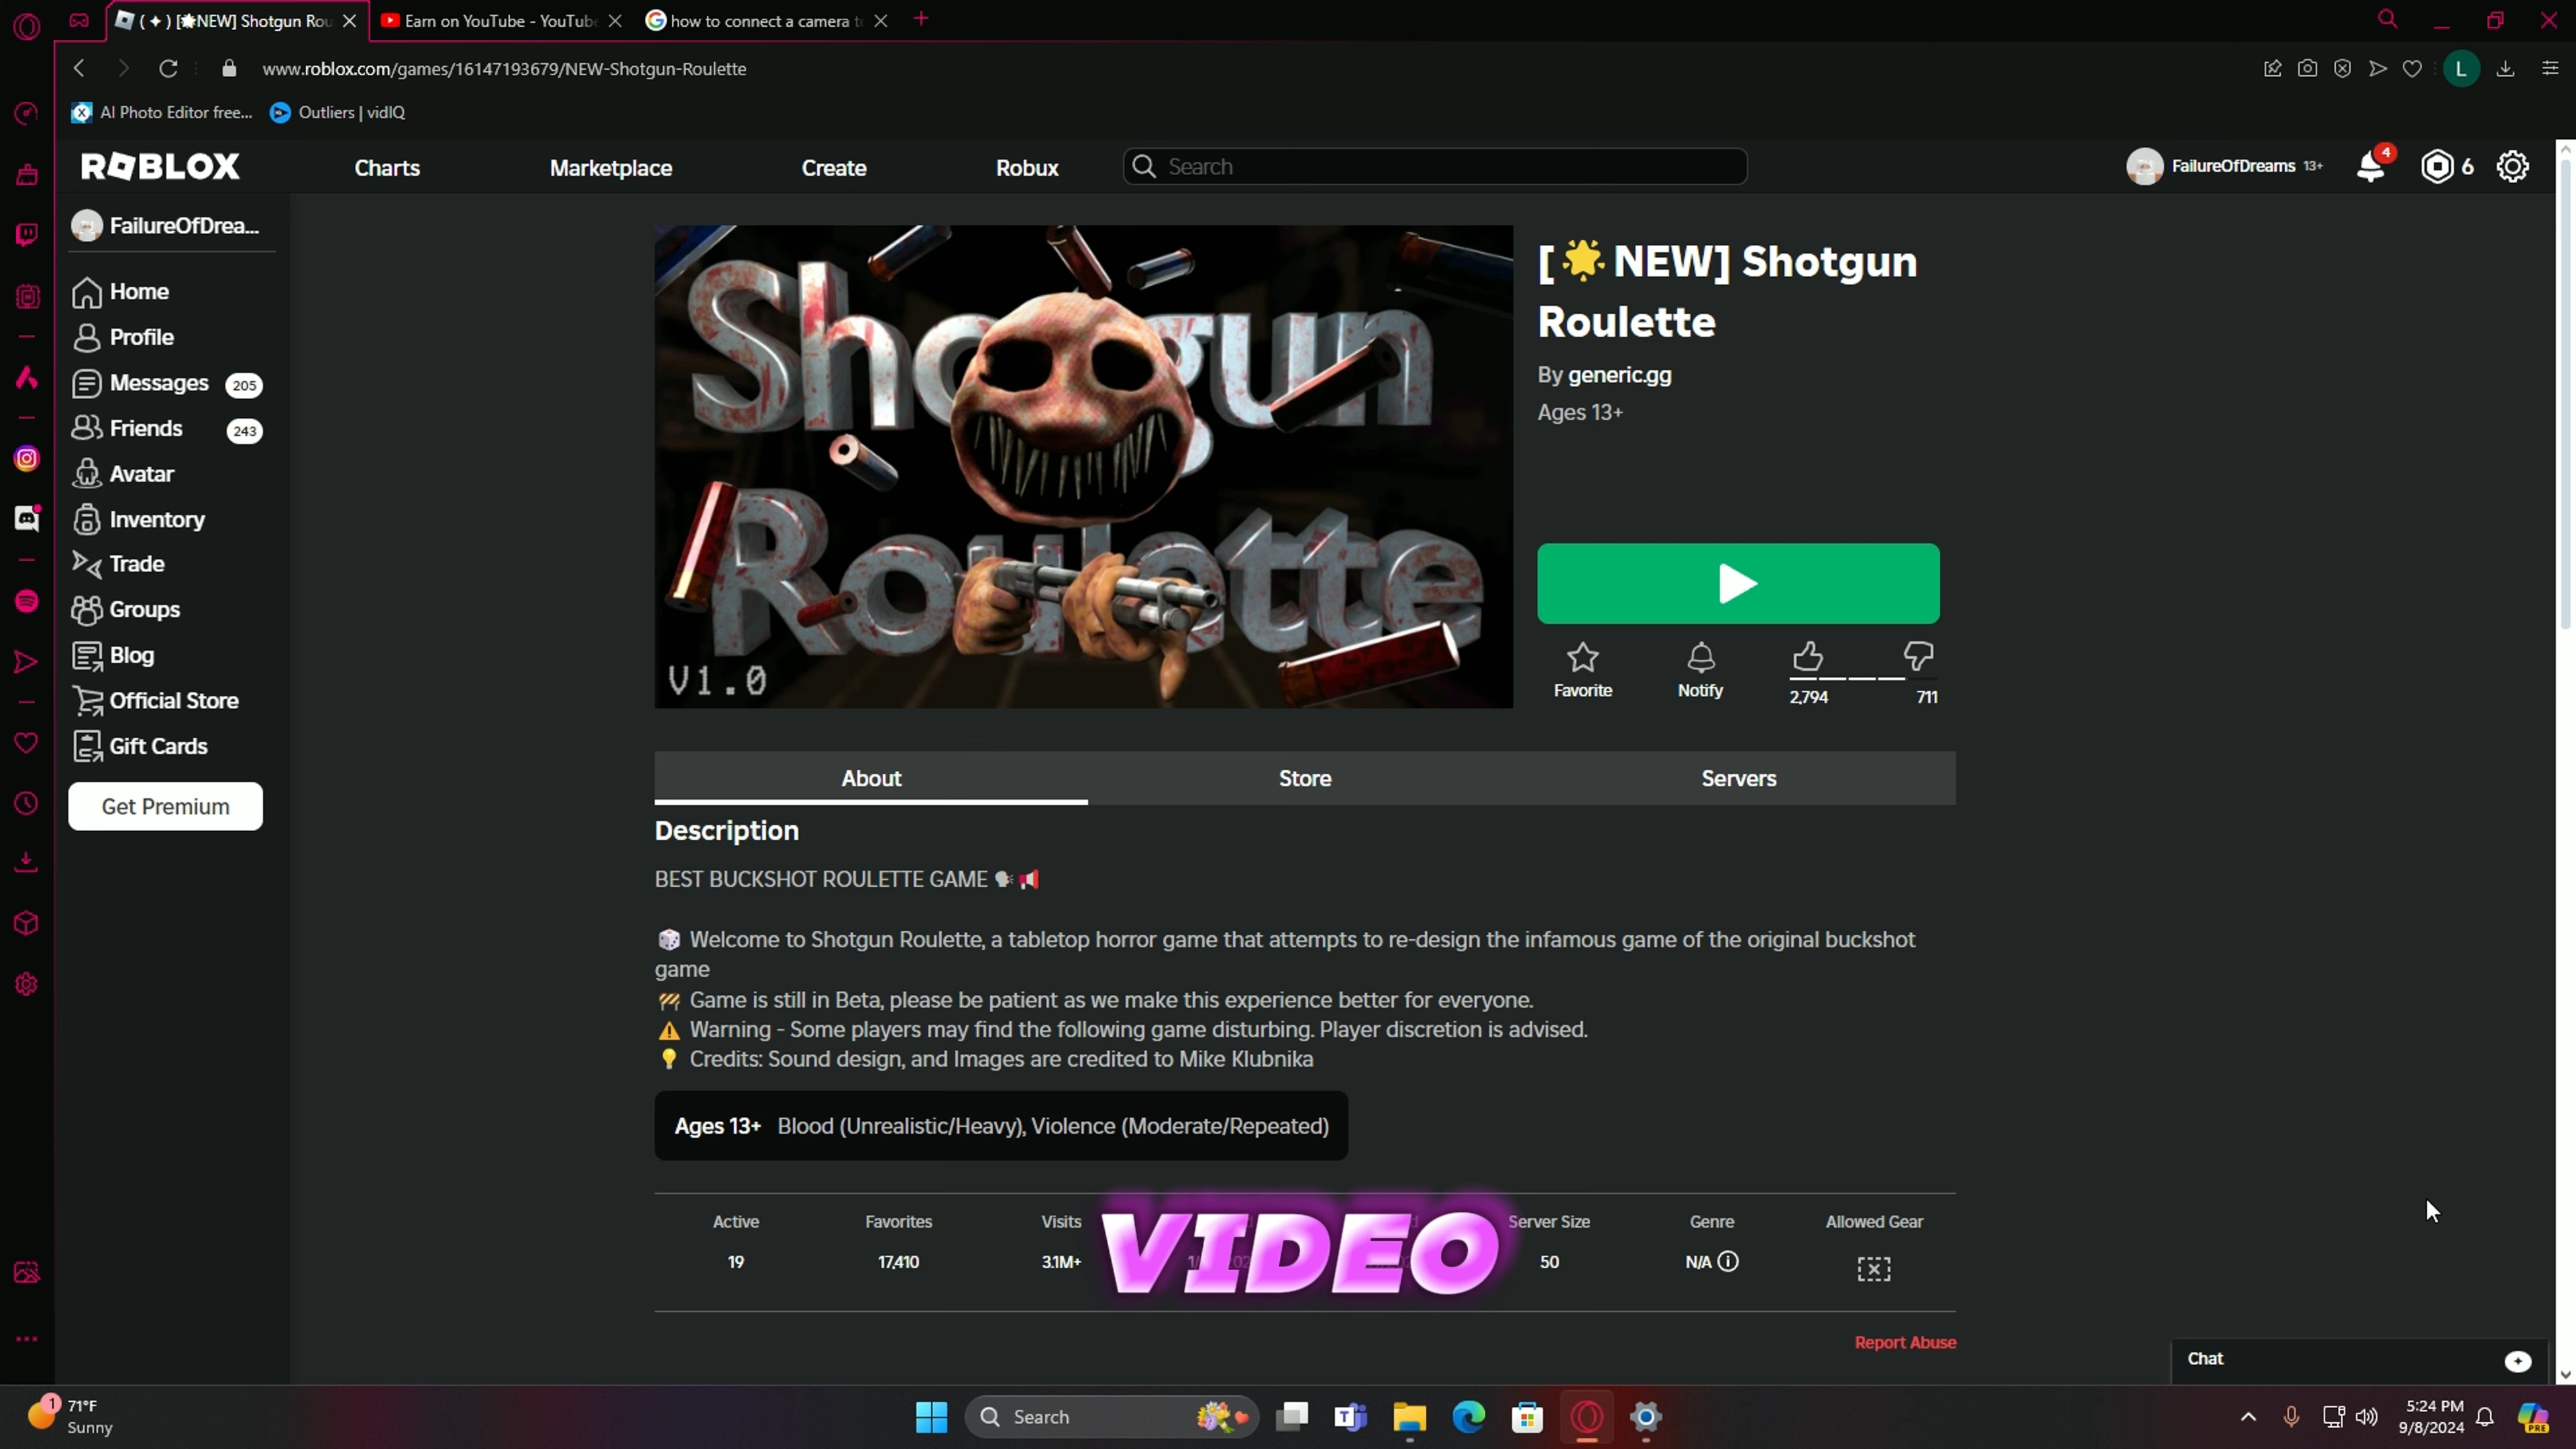 ( ✦ ) [🌟NEW] Shotgun Rou
Earn on YouTube - YouTube
how to connect a camera to
www.roblox.com/games/16147193679/NEW-Shotgun-Roulette
L
AI Photo Editor free...
Outliers | vidIQ
ROBLOX
Charts
Marketplace
Create
Robux
Search
FailureOfDreams 13+
4
6
FailureOfDrea...
Home
Profile
Messages 205
Friends 243
Avatar
Inventory
Trade
Groups
Blog
Official Store
Gift Cards
Get Premium
Shotgun
Roulette
V1.0
[🌟NEW] Shotgun
Roulette
By generic.gg
Ages 13+
Favorite
Notify
2,794
711
About
Store
Servers
Description
BEST BUCKSHOT ROULETTE GAME 🗣📢
🎲 Welcome to Shotgun Roulette, a tabletop horror game that attempts to re-design the infamous game of the original buckshot
game
🚧 Game is still in Beta, please be patient as we make this experience better for everyone.
⚠️ Warning - Some players may find the following game disturbing. Player discretion is advised.
💡 Credits: Sound design, and Images are credited to Mike Klubnika
Ages 13+ Blood (Unrealistic/Heavy), Violence (Moderate/Repeated)
Active
Favorites
Visits
Server Size
Genre
Allowed Gear
19
17,410
3.1M+
50
N/A
VIDEO
Report Abuse
Chat
1
71°F
Sunny
Search
5:24 PM
9/8/2024
PRE